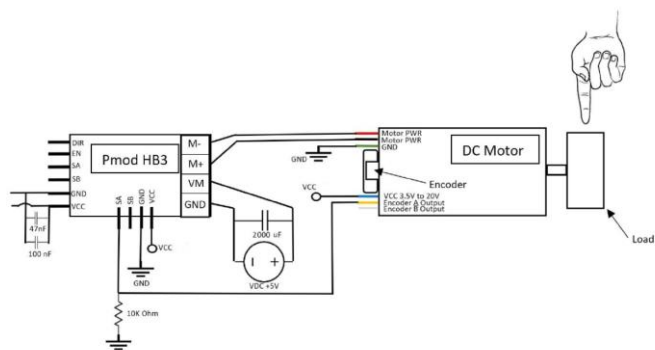 DIR
EN
SA
SB
GND
VCC
Pmod HB3
M-
M+
VM
GND
SA
SB
GND
VCC
47nF
100 nF
VCC
GND
10K Ohm
2000 uF
VDC +5V
GND
Motor PWR
Motor PWR
GND
DC Motor
Encoder
VCC
VCC 3.5V to 20V
Encoder A Output
Encoder B Output
Load